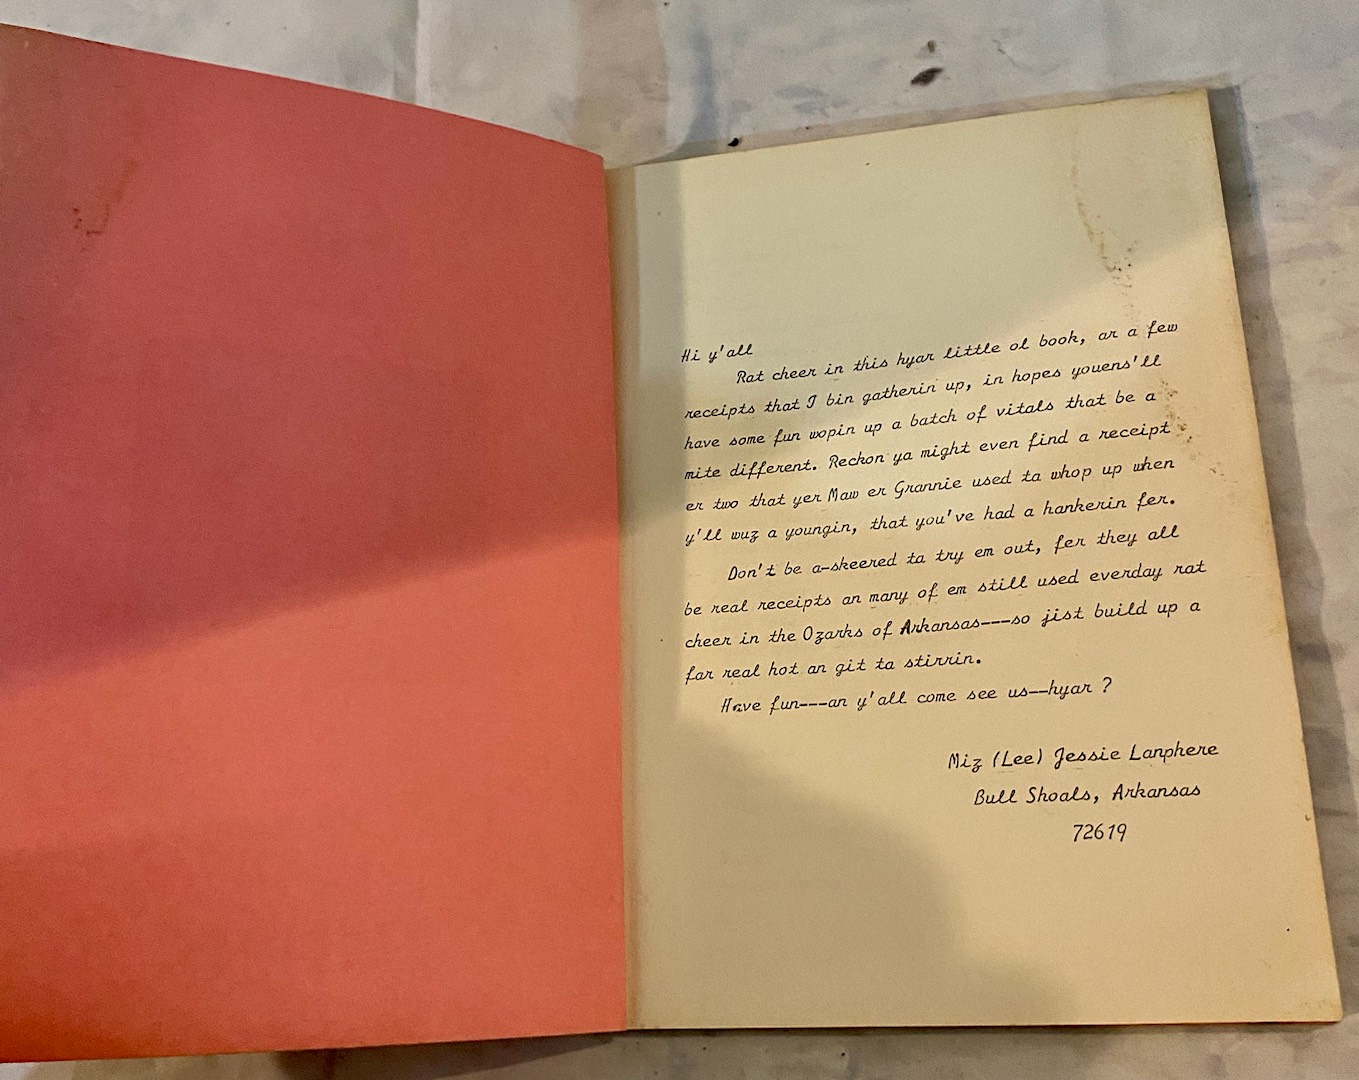 Hi y'all
Rat cheer in this hyar little ol book, ar a few
receipts that I bin gatherin up, in hopes youens'll
have some fun wopin up a batch of vitals that be a
mite different. Reckon ya might even find a receipt
er two that yer Maw er Grannie used ta whop up when
y'll wuz a youngin, that you've had a hankerin fer.
Don't be a-skeered ta try em out, fer they all
be real receipts an many of em still used everday rat
cheer in the Ozarks of Arkansas---so jist build up a
far real hot an git ta stirrin.
Have fun---an y'all come see us--hyar ?
Miz (Lee) Jessie Lanphere
Bull Shoals, Arkansas
72619